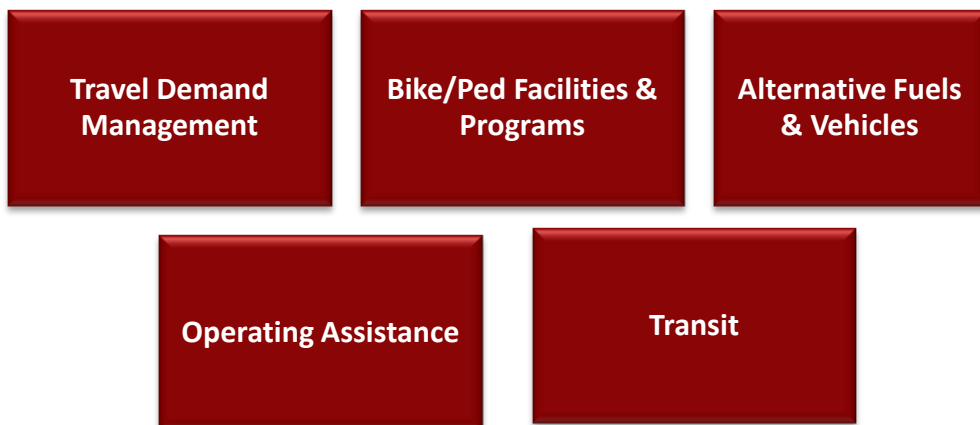 Travel Demand
Management
Bike/Ped Facilities &
Programs
Alternative Fuels
& Vehicles
Operating Assistance
Transit